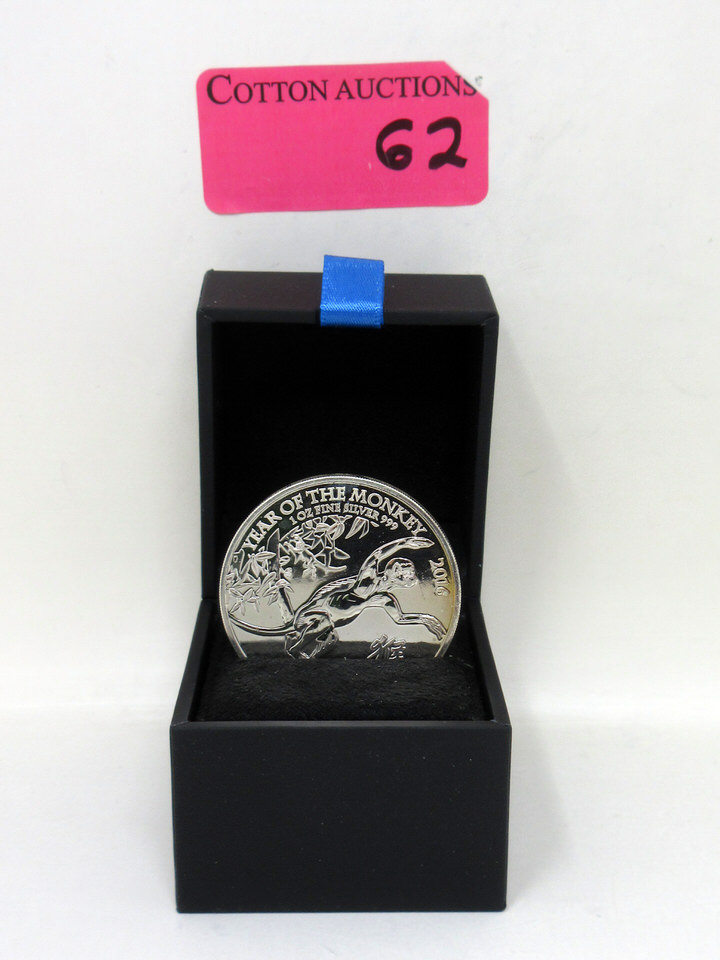 COTTON AUCTIONS
62
YEAR OF THE MONKEY
1 OZ FINE SILVER 999
2016